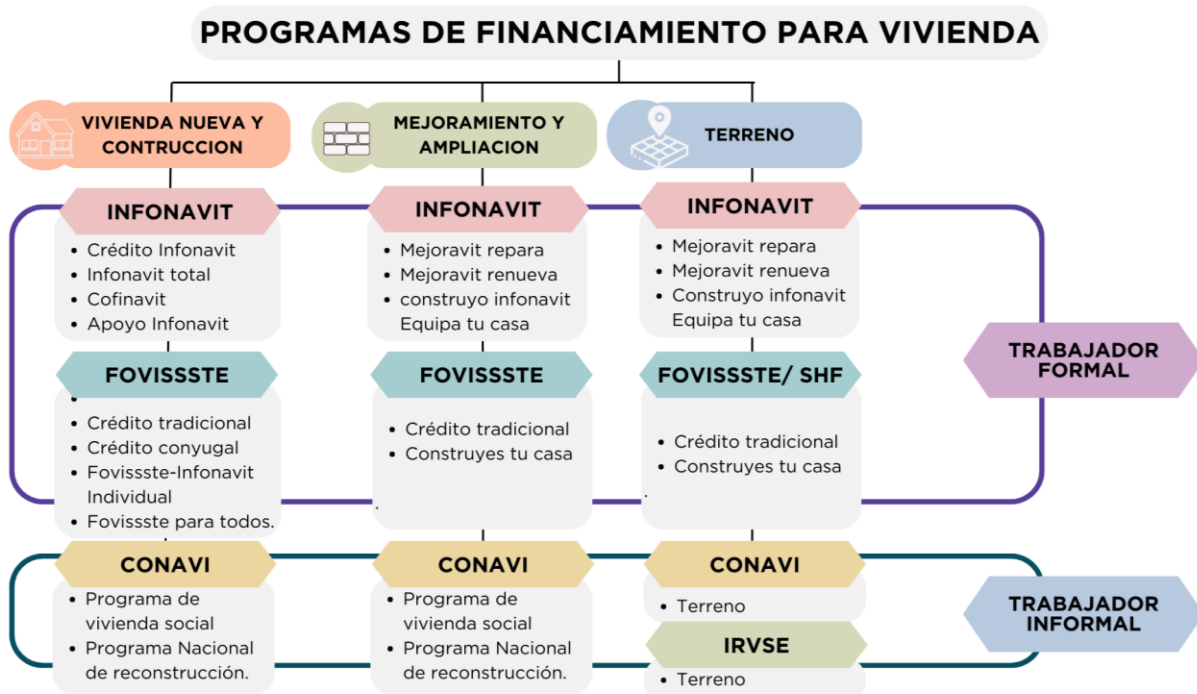 PROGRAMAS DE FINANCIAMIENTO PARA VIVIENDA
VIVIENDA NUEVA Y
CONTRUCCION
INFONAVIT
• Crédito Infonavit
• Infonavit total
• Cofinavit
• Apoyo Infonavit
FOVISSSTE
•
• Crédito tradicional
• Crédito conyugal
• Fovissste-Infonavit
Individual
• Fovissste para todos.
CONAVI
• Programa de
vivienda social
• Programa Nacional
de reconstrucción.
MEJORAMIENTO Y
AMPLIACION
INFONAVIT
• Mejoravit repara
• Mejoravit renueva
• construyo infonavit
Equipa tu casa
FOVISSSTE
• Crédito tradicional
• Construyes tu casa
.
CONAVI
• Programa de
vivienda social
• Programa Nacional
de reconstrucción.
TERRENO
INFONAVIT
• Mejoravit repara
• Mejoravit renueva
• Construyo infonavit
Equipa tu casa
FOVISSSTE/ SHF
• Crédito tradicional
• Construyes tu casa
.
CONAVI
• Terreno
IRVSE
• Terreno
TRABAJADOR
FORMAL
TRABAJADOR
INFORMAL